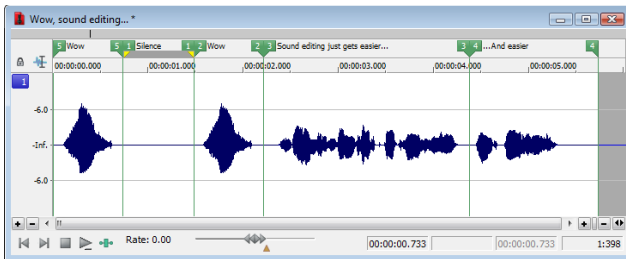 Wow, sound editing... *
5 Wow 5 1 Silence 1 2 Wow 2 3 Sound editing just gets easier... 3 4 ...And easier 4
00:00:00.000 00:00:01.000 00:00:02.000 00:00:03.000 00:00:04.000 00:00:05.000
1
-6.0
-Inf.
-6.0
Rate: 0.00 00:00:00.733 00:00:00.733 1:398